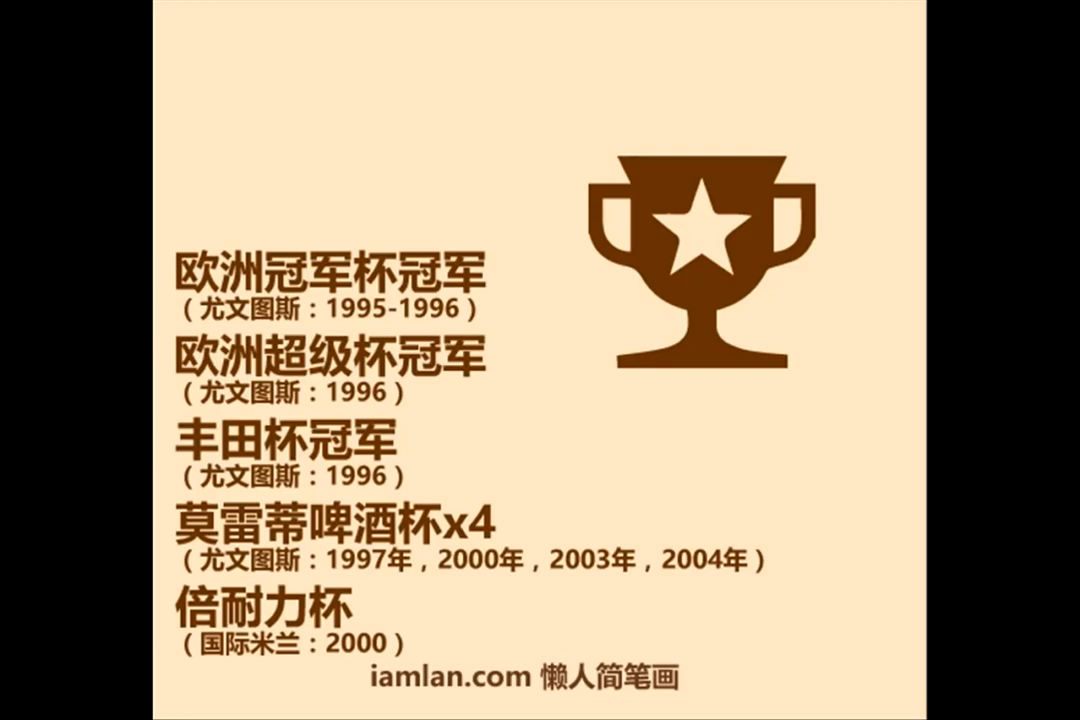 欧洲冠军杯冠军
（尤文图斯：1995-1996）
欧洲超级杯冠军
（尤文图斯：1996）
丰田杯冠军
（尤文图斯：1996）
莫雷蒂啤酒杯x4
（尤文图斯：1997年，2000年，2003年，2004年）
倍耐力杯
（国际米兰：2000）
iamlan.com 懒人简笔画